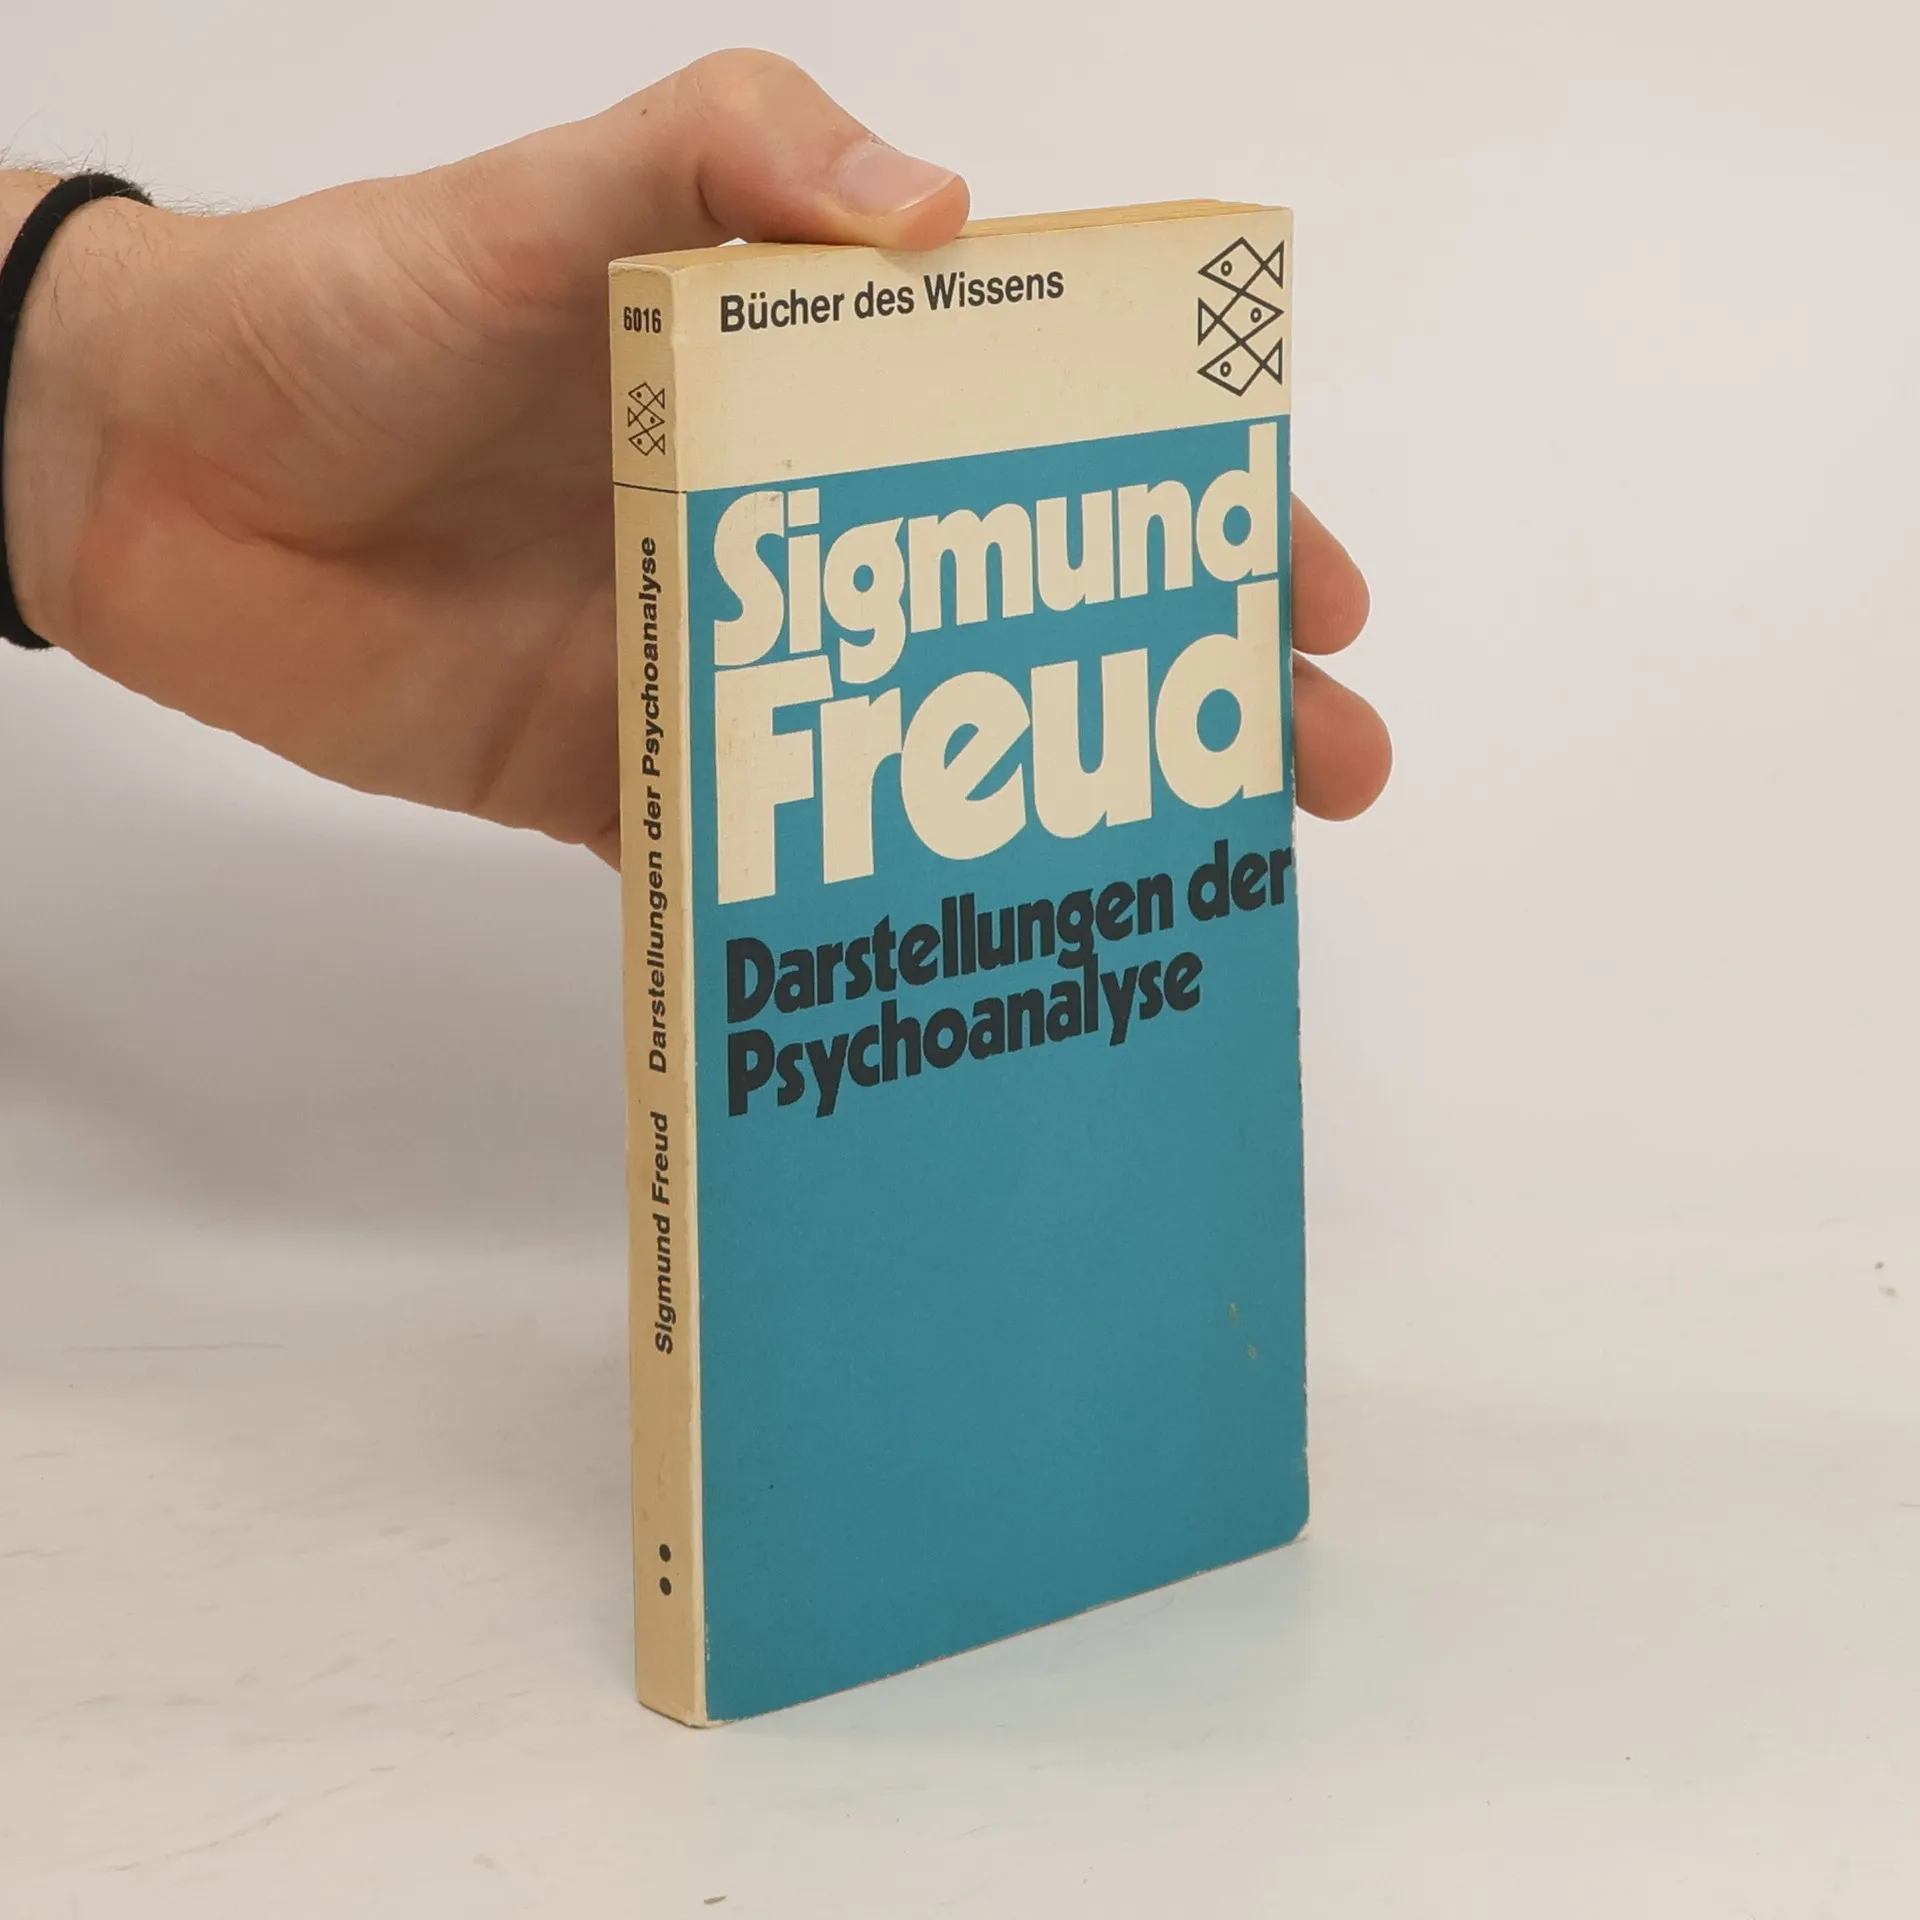 6016
Bücher des Wissens
Sigmund
Freud
Darstellungen der
Psychoanalyse
Sigmund Freud Darstellungen der Psychoanalyse